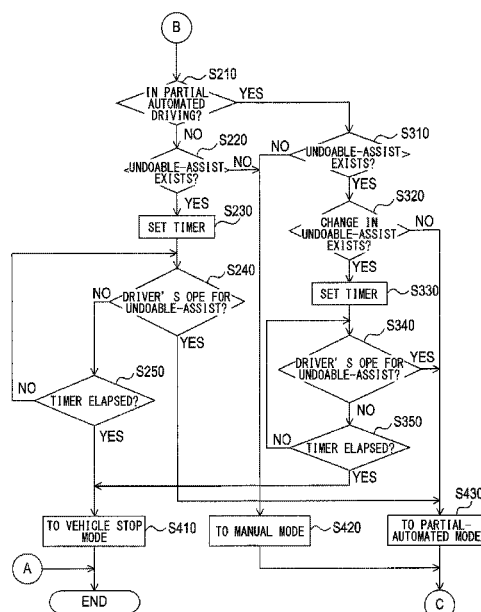 B
S210
IN PARTIAL
AUTOMATED
DRIVING?
YES
NO
S220
UNDOABLE-ASSIST
EXISTS?
NO
YES
S230
SET TIMER
S240
DRIVER'S OPE FOR
UNDOABLE-ASSIST?
NO
YES
S250
TIMER ELAPSED?
NO
YES
S310
UNDOABLE-ASSIST
EXISTS?
NO
YES
S320
CHANGE IN
UNDOABLE-ASSIST
EXISTS?
NO
YES
S330
SET TIMER
S340
DRIVER'S OPE FOR
UNDOABLE-ASSIST?
YES
NO
S350
TIMER ELAPSED?
NO
YES
TO VEHICLE STOP
MODE
S410
TO MANUAL MODE
S420
S430
TO PARTIAL-
AUTOMATED MODE
A
END
C